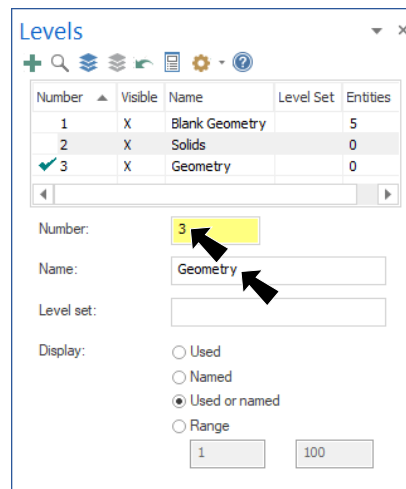 Levels
Number Visible Name Level Set Entities
1 X Blank Geometry 5
2 X Solids 0
3 X Geometry 0
Number: 3
Name: Geometry
Level set:
Display: Used
Named
Used or named
Range
1 100